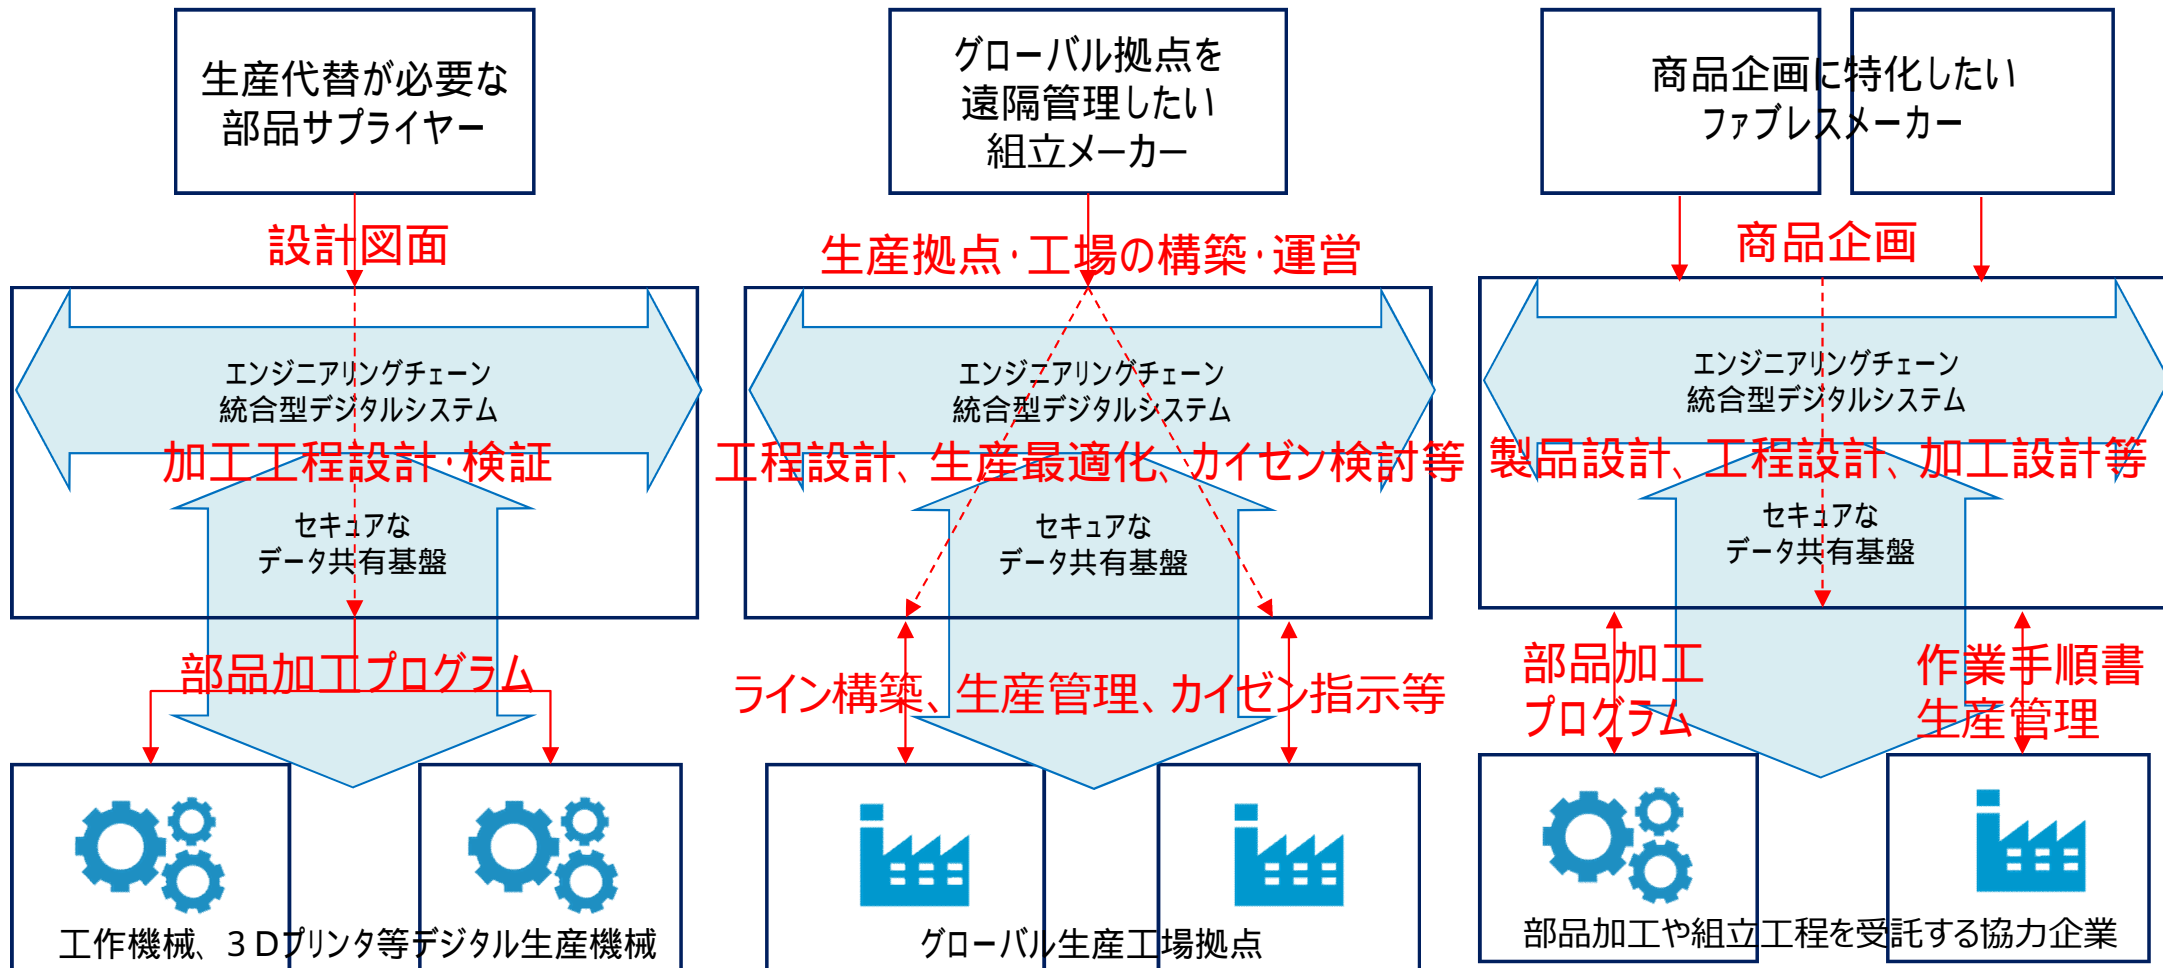 生産代替が必要な
部品サプライヤー
設計図面
エンジニアリングチェーン
統合型デジタルシステム
加工工程設計・検証
セキュアな
データ共有基盤
部品加工プログラム
工作機械、3Dプリンタ等デジタル生産機械
グローバル拠点を
遠隔管理したい
組立メーカー
生産拠点・工場の構築・運営
エンジニアリングチェーン
統合型デジタルシステム
工程設計、生産最適化、カイゼン検討等
セキュアな
データ共有基盤
ライン構築、生産管理、カイゼン指示等
グローバル生産工場拠点
商品企画に特化したい
ファブレスメーカー
商品企画
エンジニアリングチェーン
統合型デジタルシステム
製品設計、工程設計、加工設計等
セキュアな
データ共有基盤
部品加工
プログラム
作業手順書
生産管理
部品加工や組立工程を受託する協力企業